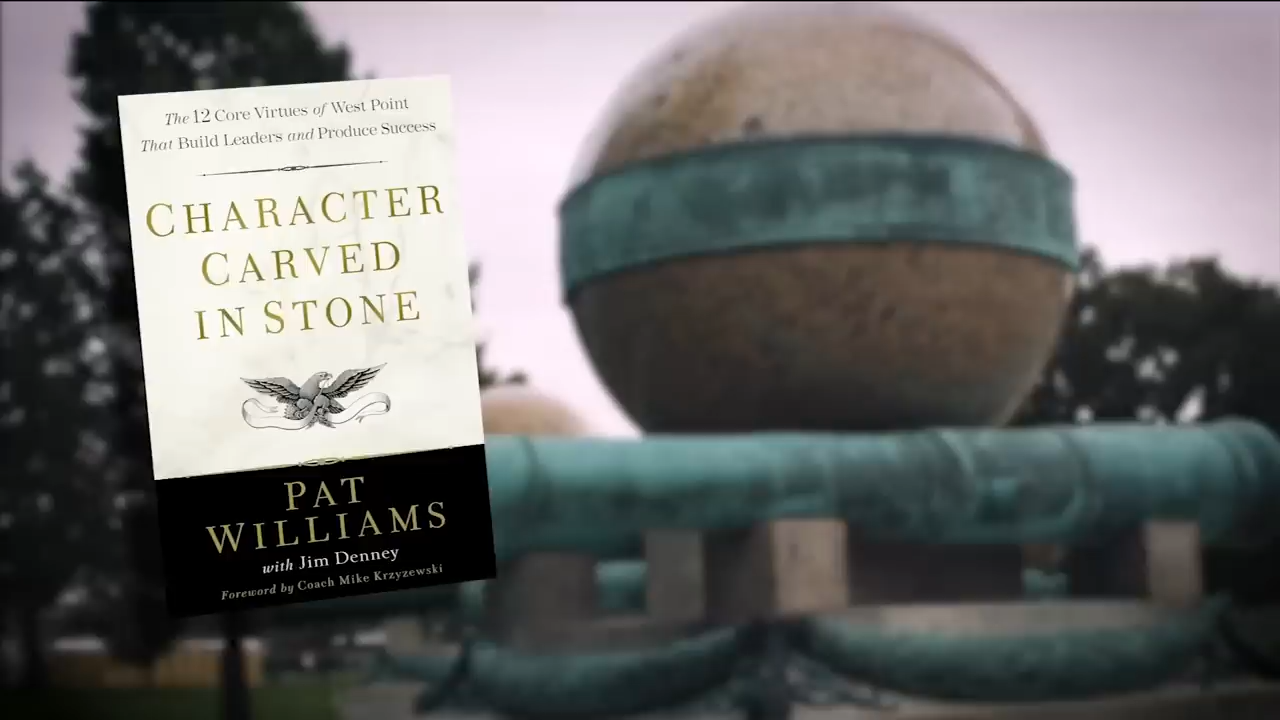 The 12 Core Virtues of West Point
That Build Leaders and Produce Success
CHARACTER
CARVED
IN STONE
PAT
WILLIAMS
with Jim Denney
Foreword by Coach Mike Krzyzewski